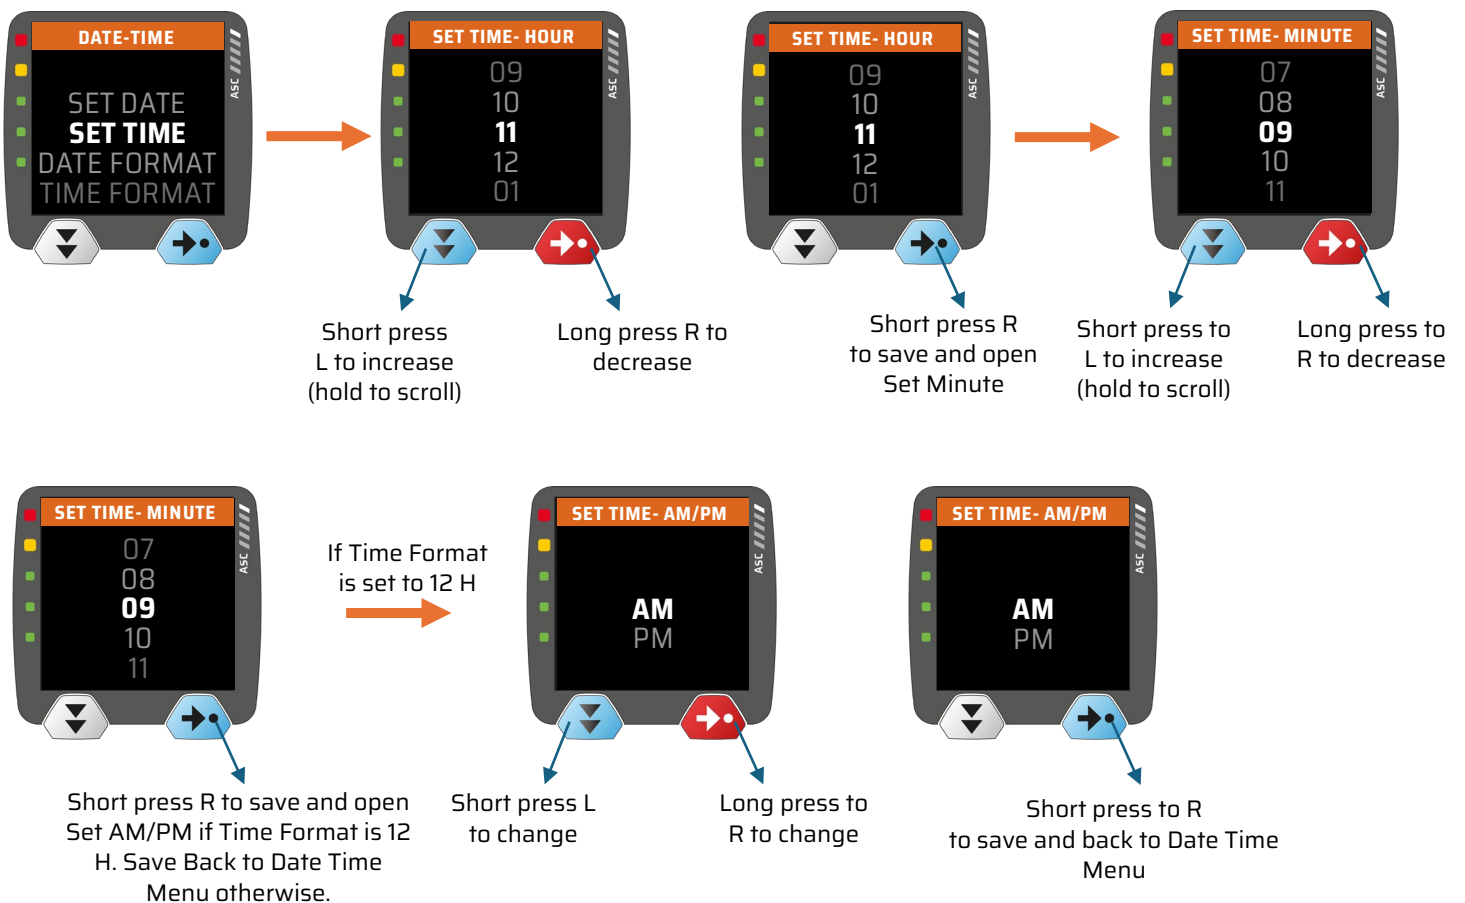 DATE-TIME
SET DATE
SET TIME
DATE FORMAT
TIME FORMAT
ASC
SET TIME- HOUR
09
10
11
12
01
ASC
Short press
L to increase
(hold to scroll)
Long press R to
decrease
SET TIME- HOUR
09
10
11
12
01
ASC
Short press R
to save and open
Set Minute
SET TIME- MINUTE
07
08
09
10
11
ASC
Short press to
L to increase
(hold to scroll)
Long press to
R to decrease
SET TIME- MINUTE
07
08
09
10
11
ASC
Short press R to save and open
Set AM/PM if Time Format is 12
H. Save Back to Date Time
Menu otherwise.
If Time Format
is set to 12 H
SET TIME- AM/PM
AM
PM
ASC
Short press L
to change
Long press to
R to change
SET TIME- AM/PM
AM
PM
ASC
Short press to R
to save and back to Date Time
Menu